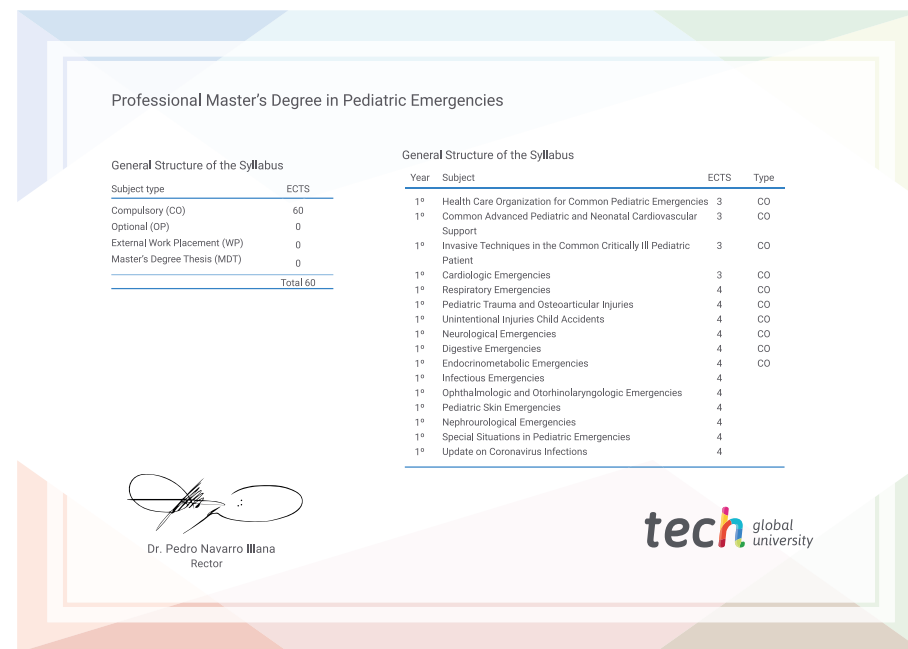 Professional Master's Degree in Pediatric Emergencies
General Structure of the Syllabus
Subject type ECTS
Compulsory (CO) 60
Optional (OP) 0
External Work Placement (WP) 0
Master's Degree Thesis (MDT) 0
Total 60
General Structure of the Syllabus
Year Subject ECTS Type
1º Health Care Organization for Common Pediatric Emergencies 3 CO
1º Common Advanced Pediatric and Neonatal Cardiovascular 3 CO
Support
1º Invasive Techniques in the Common Critically Ill Pediatric 3 CO
Patient
1º Cardiologic Emergencies 3 CO
1º Respiratory Emergencies 4 CO
1º Pediatric Trauma and Osteoarticular Injuries 4 CO
1º Unintentional Injuries Child Accidents 4 CO
1º Neurological Emergencies 4 CO
1º Digestive Emergencies 4 CO
1º Endocrinometabolic Emergencies 4 CO
1º Infectious Emergencies 4
1º Ophthalmologic and Otorhinolaryngologic Emergencies 4
1º Pediatric Skin Emergencies 4
1º Nephrourological Emergencies 4
1º Special Situations in Pediatric Emergencies 4
1º Update on Coronavirus Infections 4
Dr. Pedro Navarro Illana
Rector
tech global
university